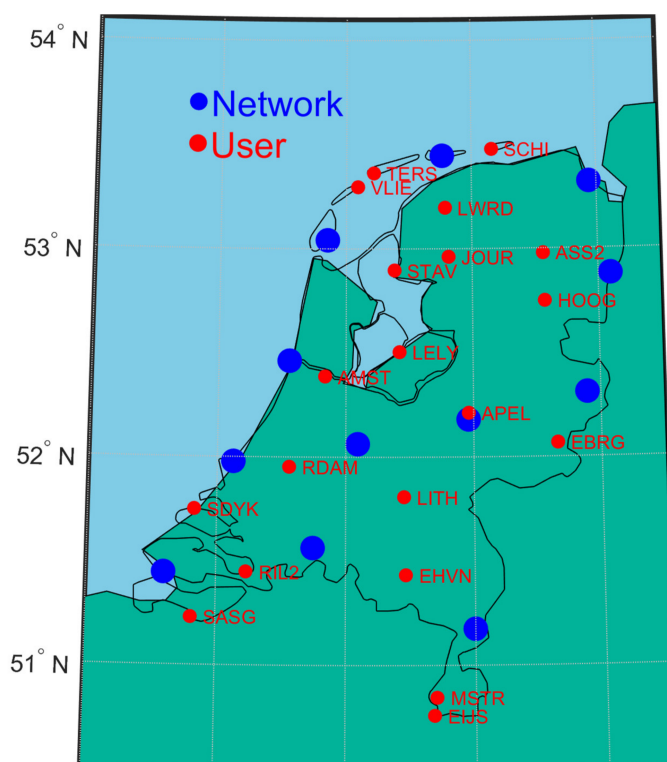 54° N
Network
User
SCHI
TERS
VLIE
LWRD
53° N
JOUR
ASS2
STAV
HOOG
LELY
AMST
APEL
52° N
EBRG
RDAM
LITH
SDYK
RIL2
EHVN
SASG
51° N
MSTR
EIJS